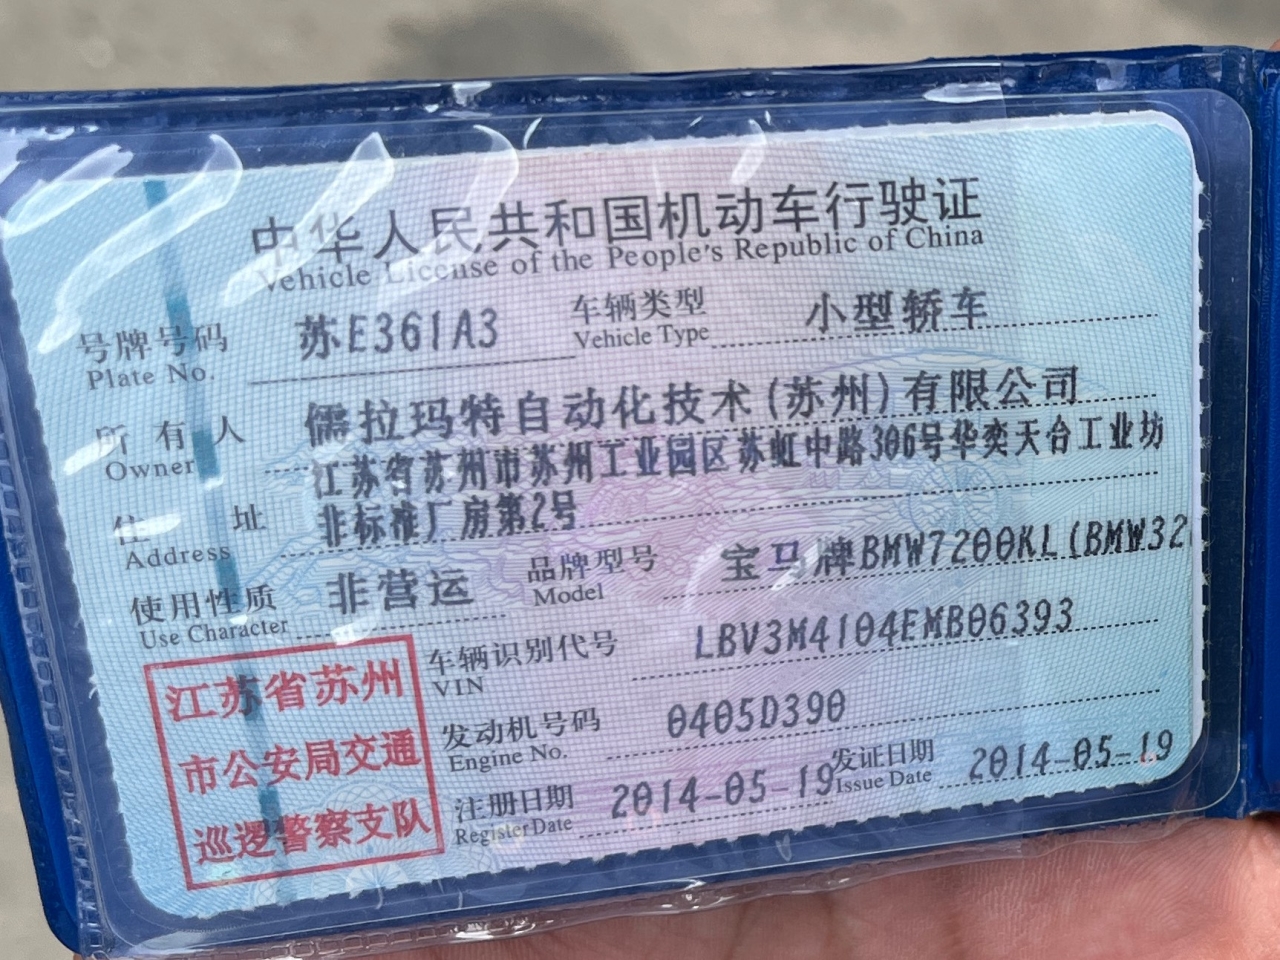 中华人民共和国机动车行驶证
Vehicle License of the People's Republic of China
号牌号码 苏E361A3 车辆类型 小型轿车
Plate No. Vehicle Type
所有人 儒拉玛特自动化技术(苏州)有限公司
Owner
住址 江苏省苏州市苏州工业园区苏虹中路306号华奕天合工业坊
Address 非标准厂房第2号
使用性质 非营运 品牌型号 宝马牌BMW7200KL(BMW32
Use Character Model
车辆识别代号 LBV3M4104EMB06393
VIN
发动机号码 0405D390
Engine No.
注册日期 2014-05-19 发证日期 2014-05-19
Register Date Issue Date
江苏省苏州
市公安局交通
巡逻警察支队